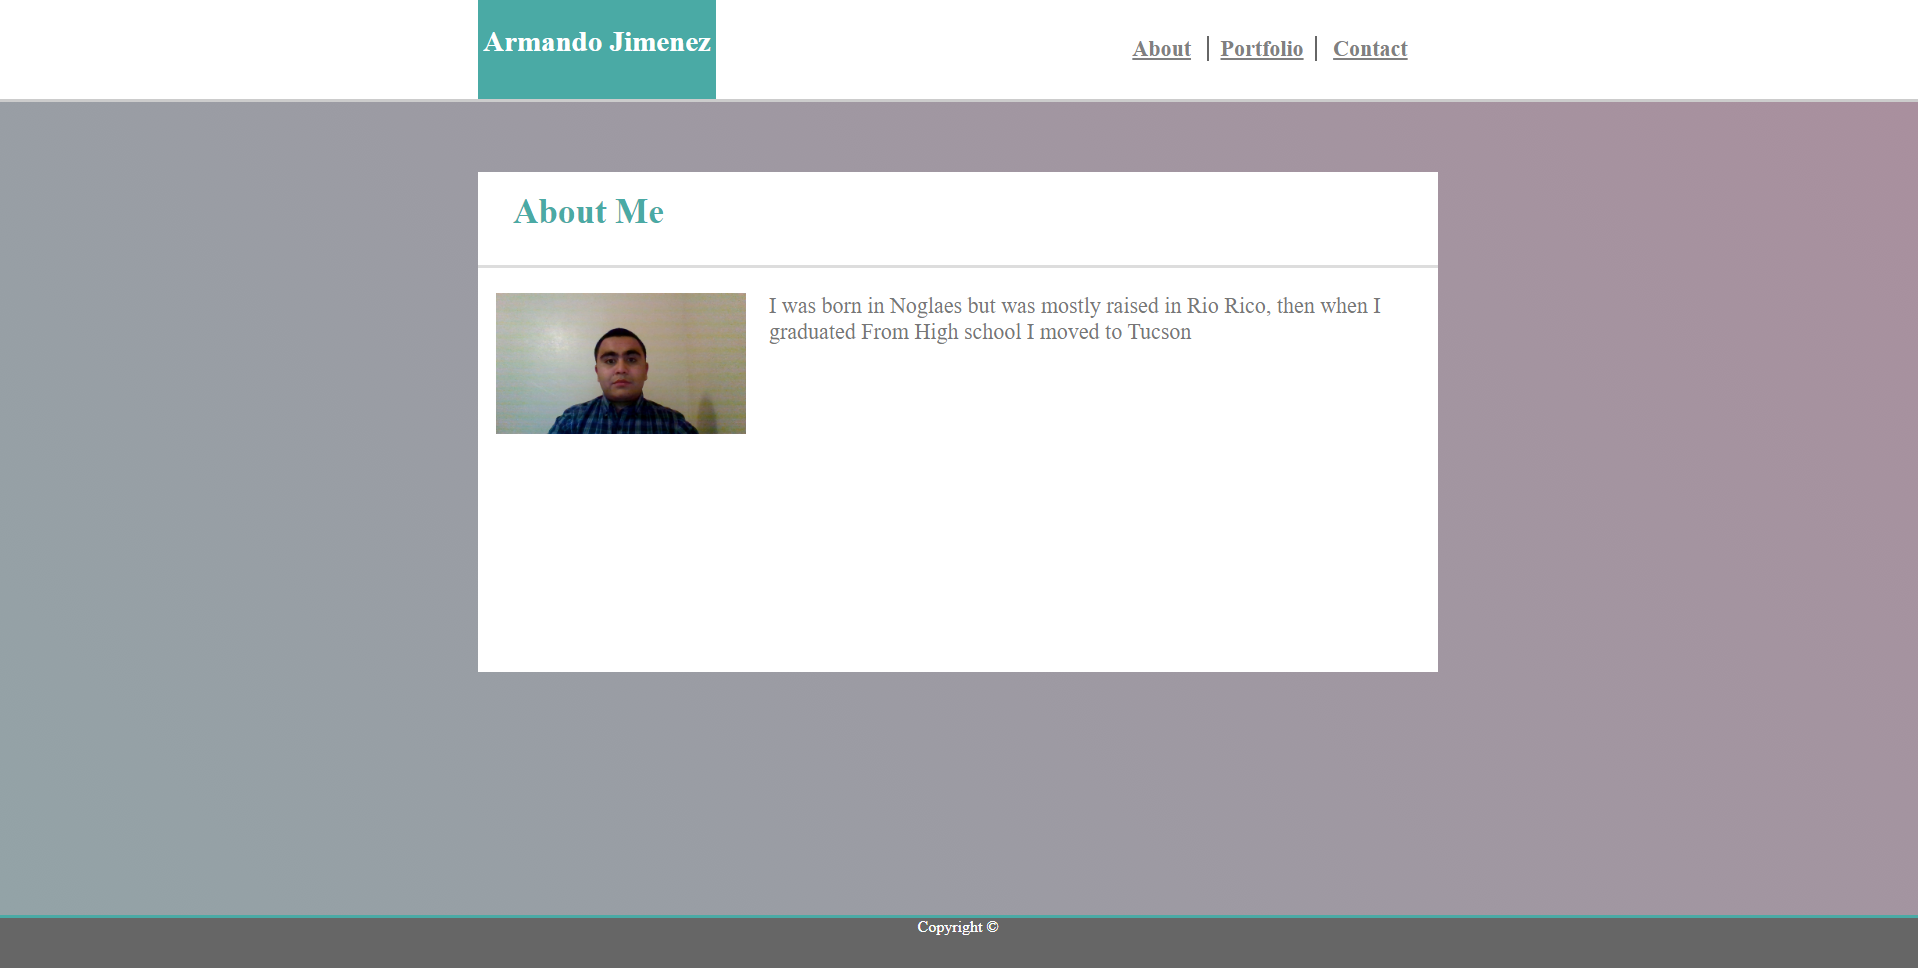 Armando Jimenez
About Portfolio Contact
About Me
I was born in Noglaes but was mostly raised in Rio Rico, then when I
graduated From High school I moved to Tucson
Copyright ©